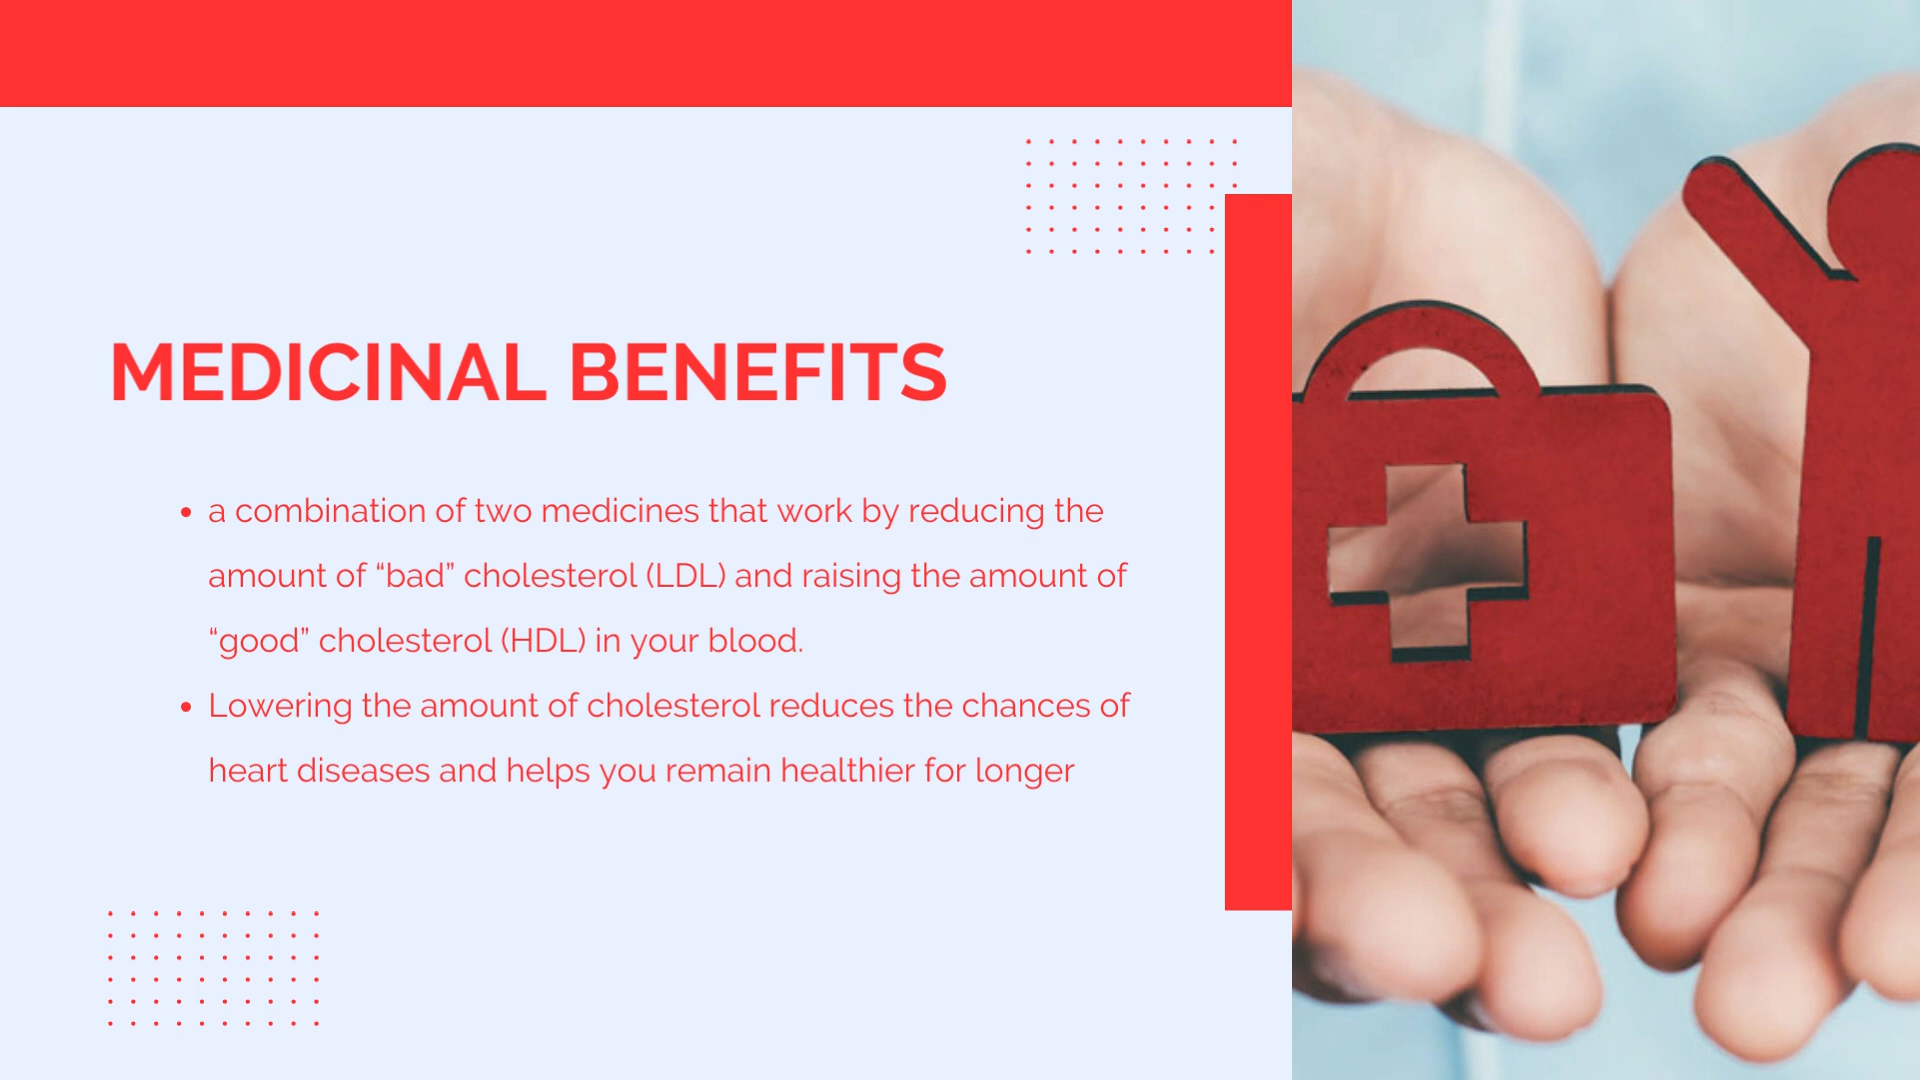 MEDICINAL BENEFITS
• a combination of two medicines that work by reducing the
amount of “bad” cholesterol (LDL) and raising the amount of
“good” cholesterol (HDL) in your blood.
• Lowering the amount of cholesterol reduces the chances of
heart diseases and helps you remain healthier for longer